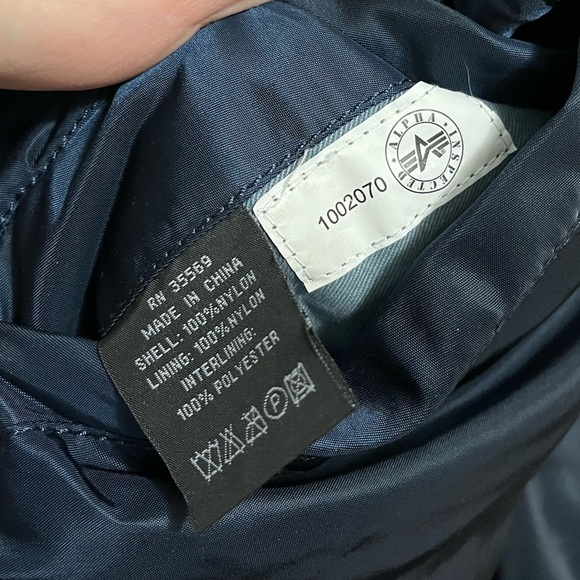 ALPHA · INSPECTED ·
1002070
RN 35569
MADE IN CHINA
SHELL:100%NYLON
LINING:100%NYLON
INTERLINING:
100% POLYESTER
P